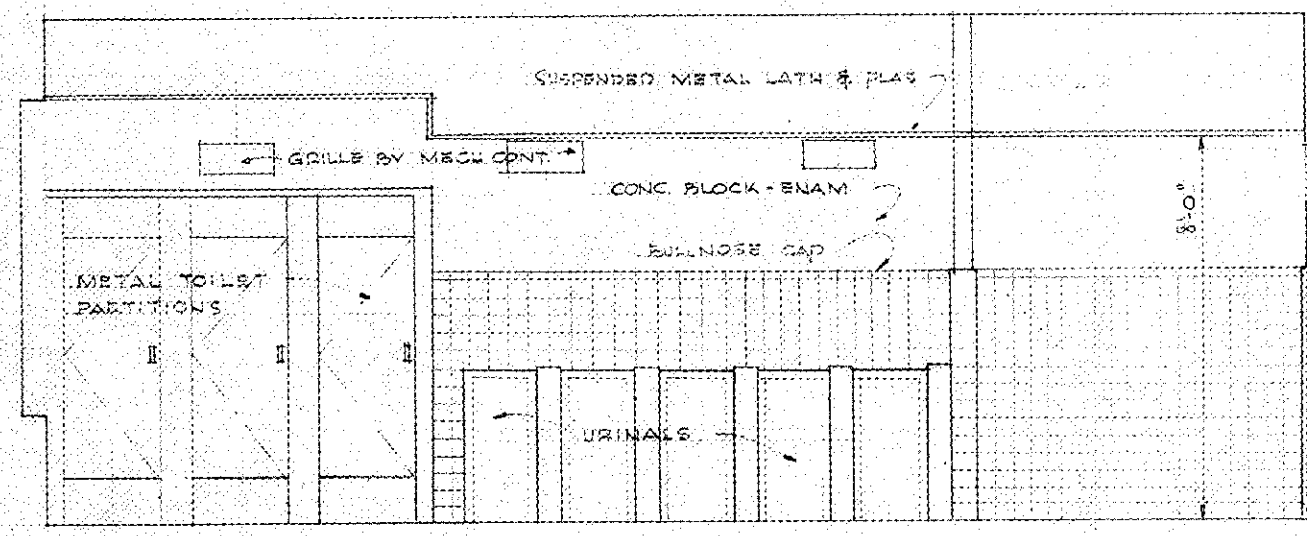 SUSPENDED METAL LATH & PLAS
GRILLE BY MECH. CONT.
CONC. BLOCK - ENAM
BULLNOSE CAP
8'-0"
METAL TOILET
PARTITIONS
URINALS